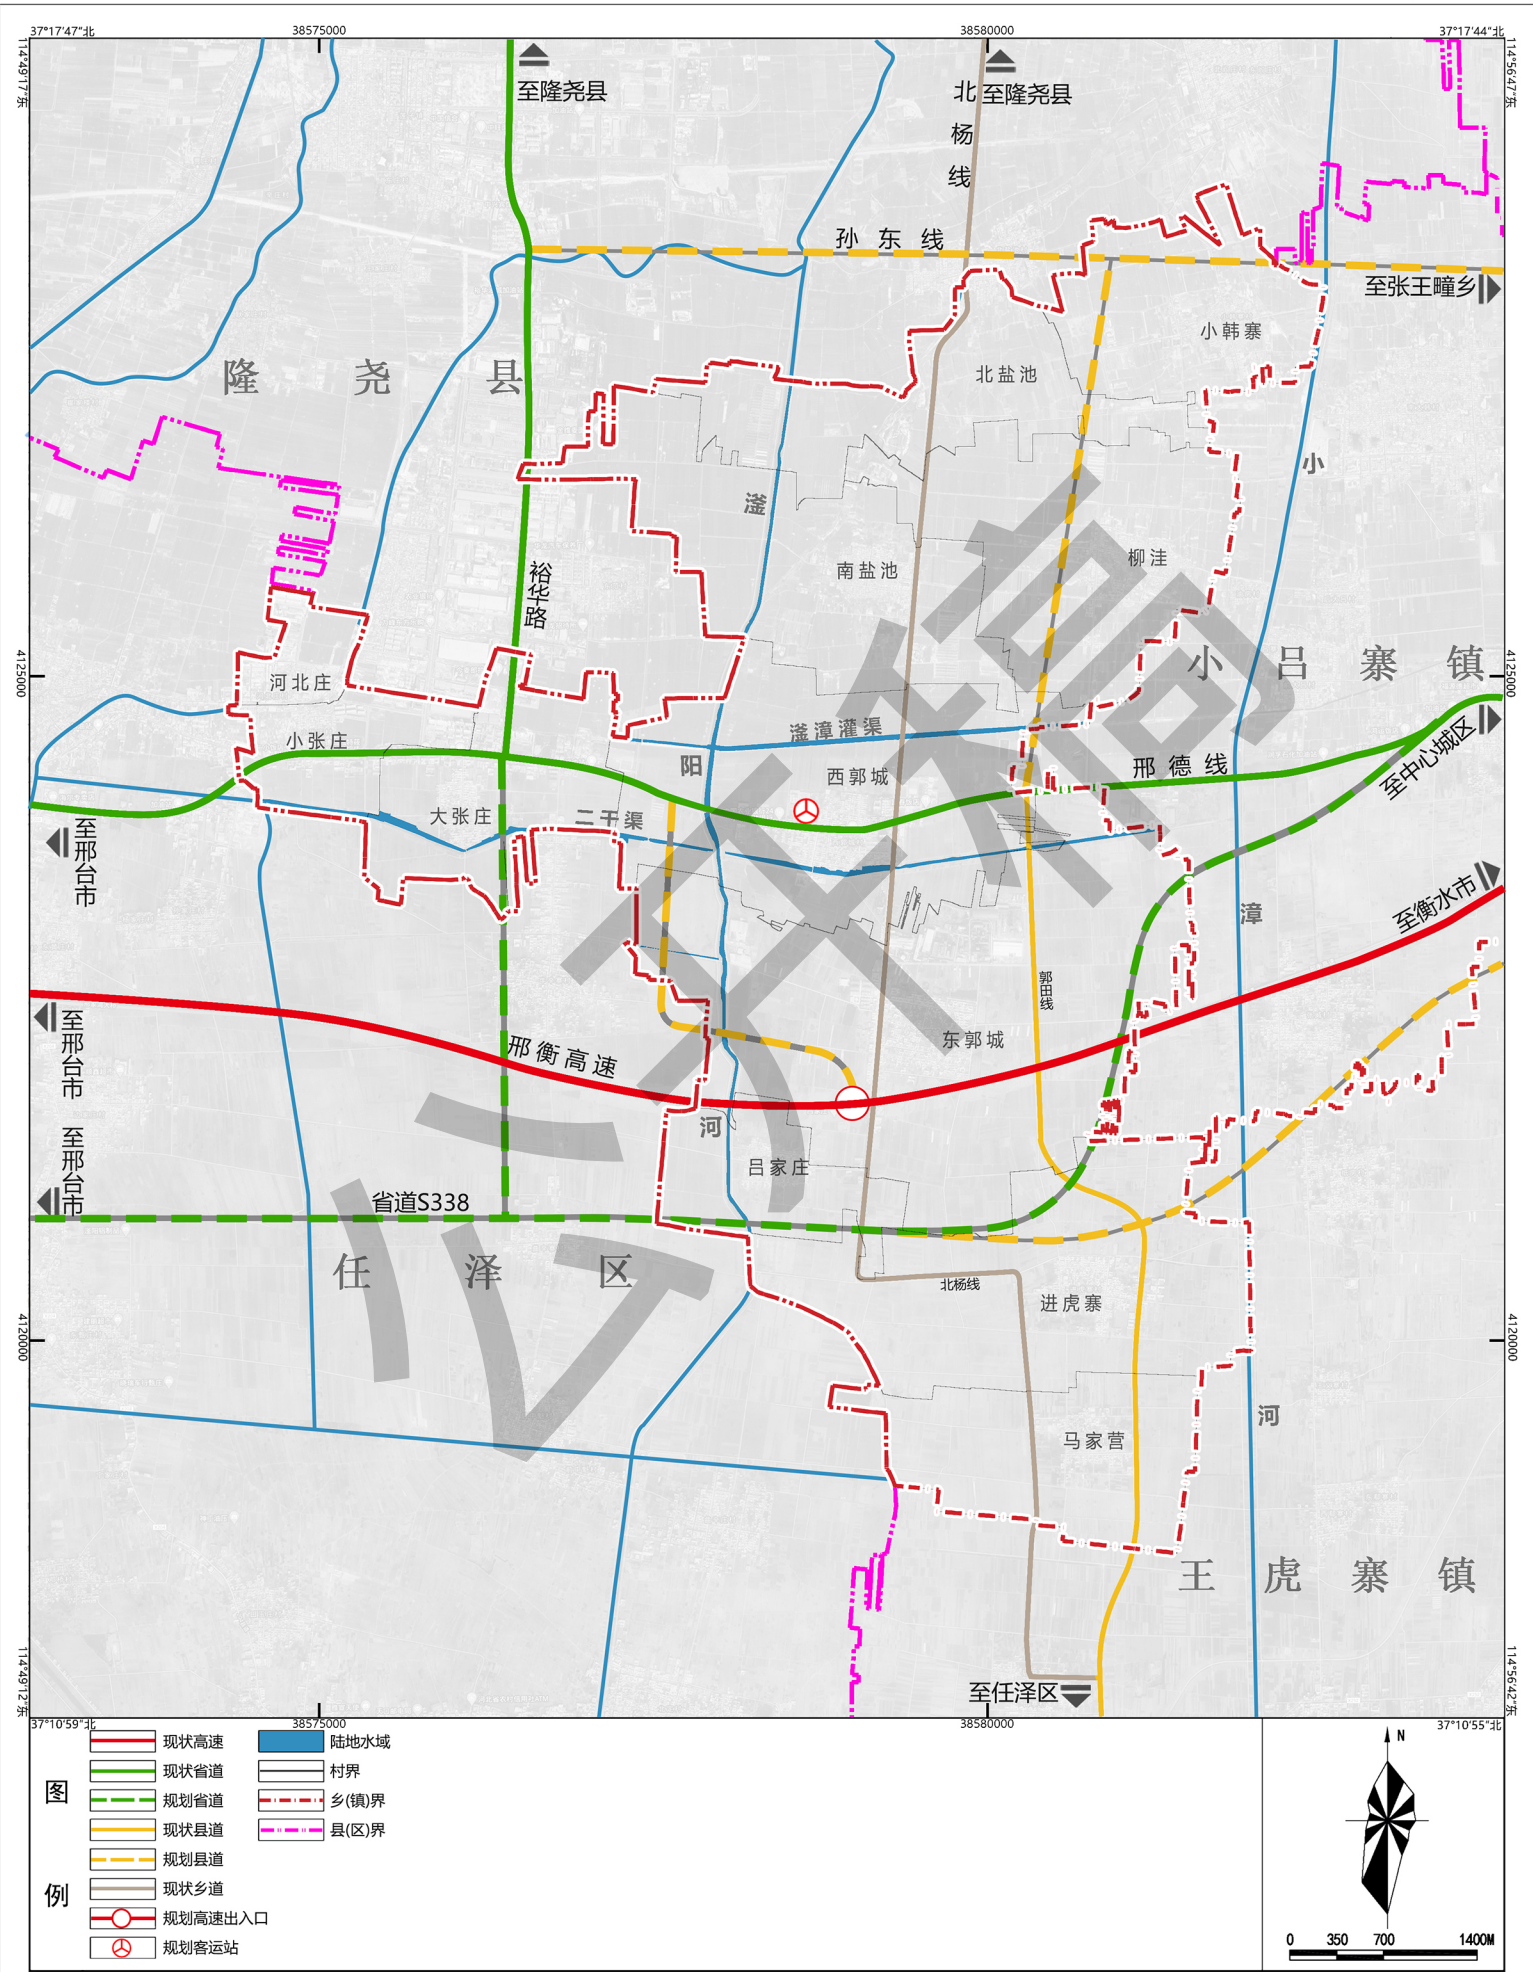 37°17′47″北
38575000
38580000
37°17′44″北
114°49′17″东
114°56′47″东
至隆尧县
至隆尧县
北杨线
孙东线
至张王疃乡
小韩寨
隆尧县
北盐池
小
滏
南盐池
柳洼
裕华路
4125000
4125000
小吕寨镇
河北庄
小张庄
滏漳灌渠
阳
西郭城
邢德线
至中心城区
大张庄
二干渠
至邢台市
漳
至衡水市
郭田线
东郭城
至邢台市
邢衡高速
河
吕家庄
至邢台市
省道S338
任泽区
北杨线
进虎寨
4120000
4120000
河
马家营
王虎寨镇
至任泽区
公众
稿
114°49′12″东
114°56′42″东
37°10′59″北
38575000
38580000
37°10′55″北
图例
现状高速
现状省道
规划省道
现状县道
规划县道
现状乡道
规划高速出入口
规划客运站
陆地水域
村界
乡(镇)界
县(区)界
N
0 350 700 1400M